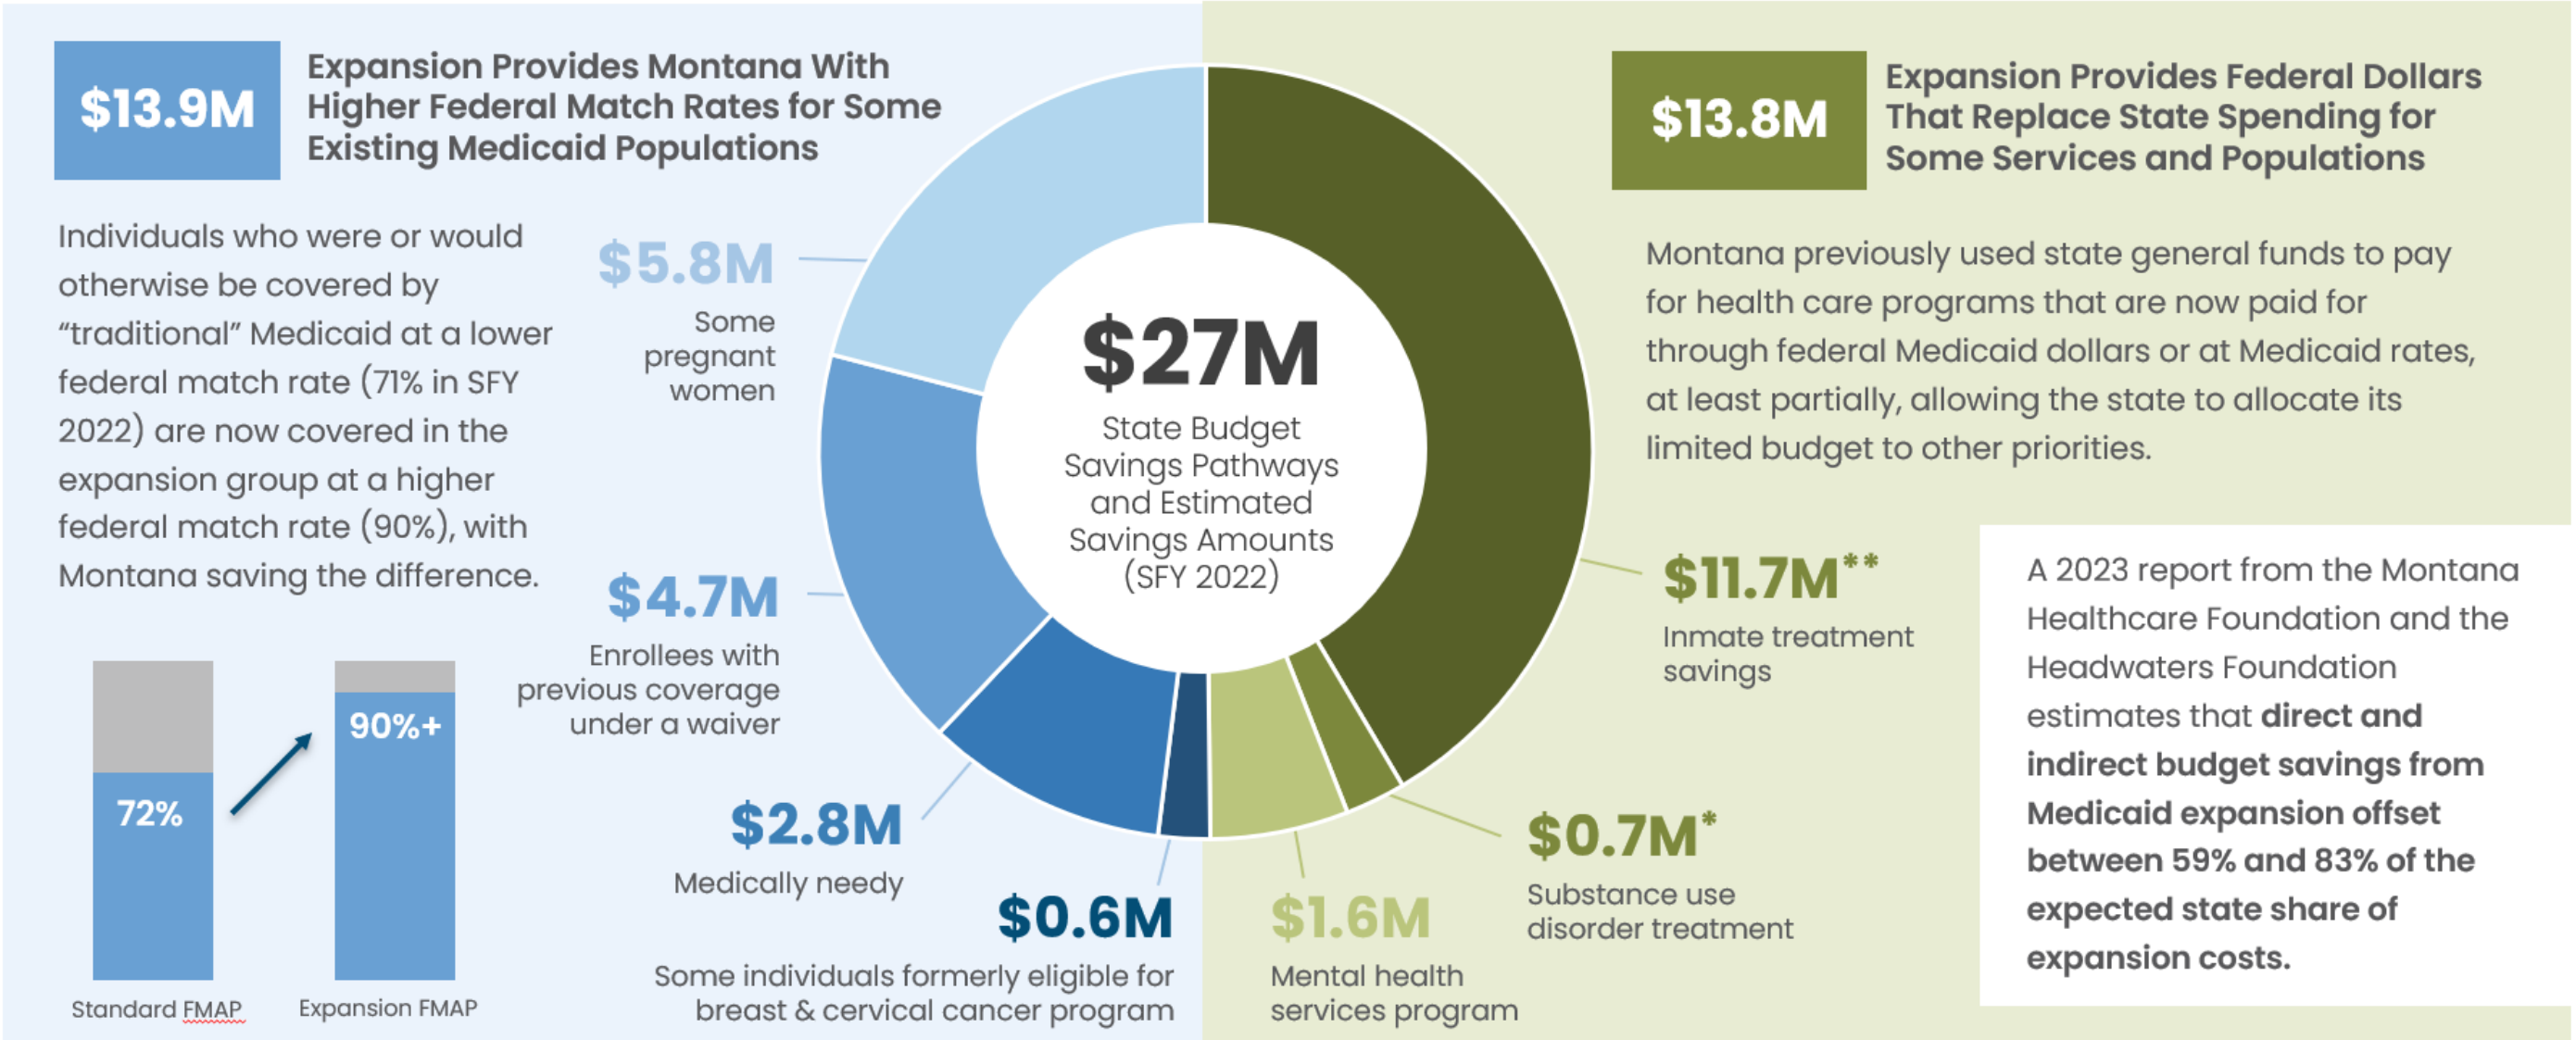 $13.9M
Expansion Provides Montana With
Higher Federal Match Rates for Some
Existing Medicaid Populations
Individuals who were or would
otherwise be covered by
“traditional” Medicaid at a lower
federal match rate (71% in SFY
2022) are now covered in the
expansion group at a higher
federal match rate (90%), with
Montana saving the difference.
72%
Standard FMAP
90%+
Expansion FMAP
$5.8M
Some
pregnant
women
$4.7M
Enrollees with
previous coverage
under a waiver
$2.8M
Medically needy
$0.6M
Some individuals formerly eligible for
breast & cervical cancer program
$27M
State Budget
Savings Pathways
and Estimated
Savings Amounts
(SFY 2022)
$13.8M
Expansion Provides Federal Dollars
That Replace State Spending for
Some Services and Populations
Montana previously used state general funds to pay
for health care programs that are now paid for
through federal Medicaid dollars or at Medicaid rates,
at least partially, allowing the state to allocate its
limited budget to other priorities.
$11.7M**
Inmate treatment
savings
$0.7M*
Substance use
disorder treatment
$1.6M
Mental health
services program
A 2023 report from the Montana
Healthcare Foundation and the
Headwaters Foundation
estimates that direct and
indirect budget savings from
Medicaid expansion offset
between 59% and 83% of the
expected state share of
expansion costs.